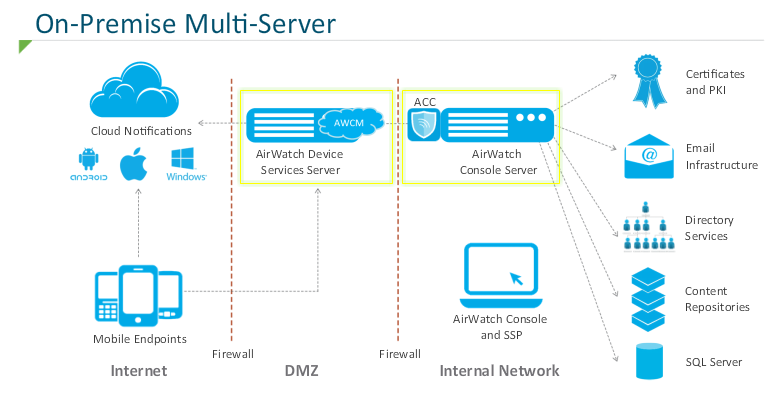 On-Premise Multi-Server
Cloud Notifications
ANDROID
Windows
Mobile Endpoints
Internet
Firewall
AWCM
AirWatch Device
Services Server
DMZ
Firewall
ACC
AirWatch
Console Server
AirWatch Console
and SSP
Internal Network
Certificates
and PKI
@
Email
Infrastructure
Directory
Services
Content
Repositories
SQL Server